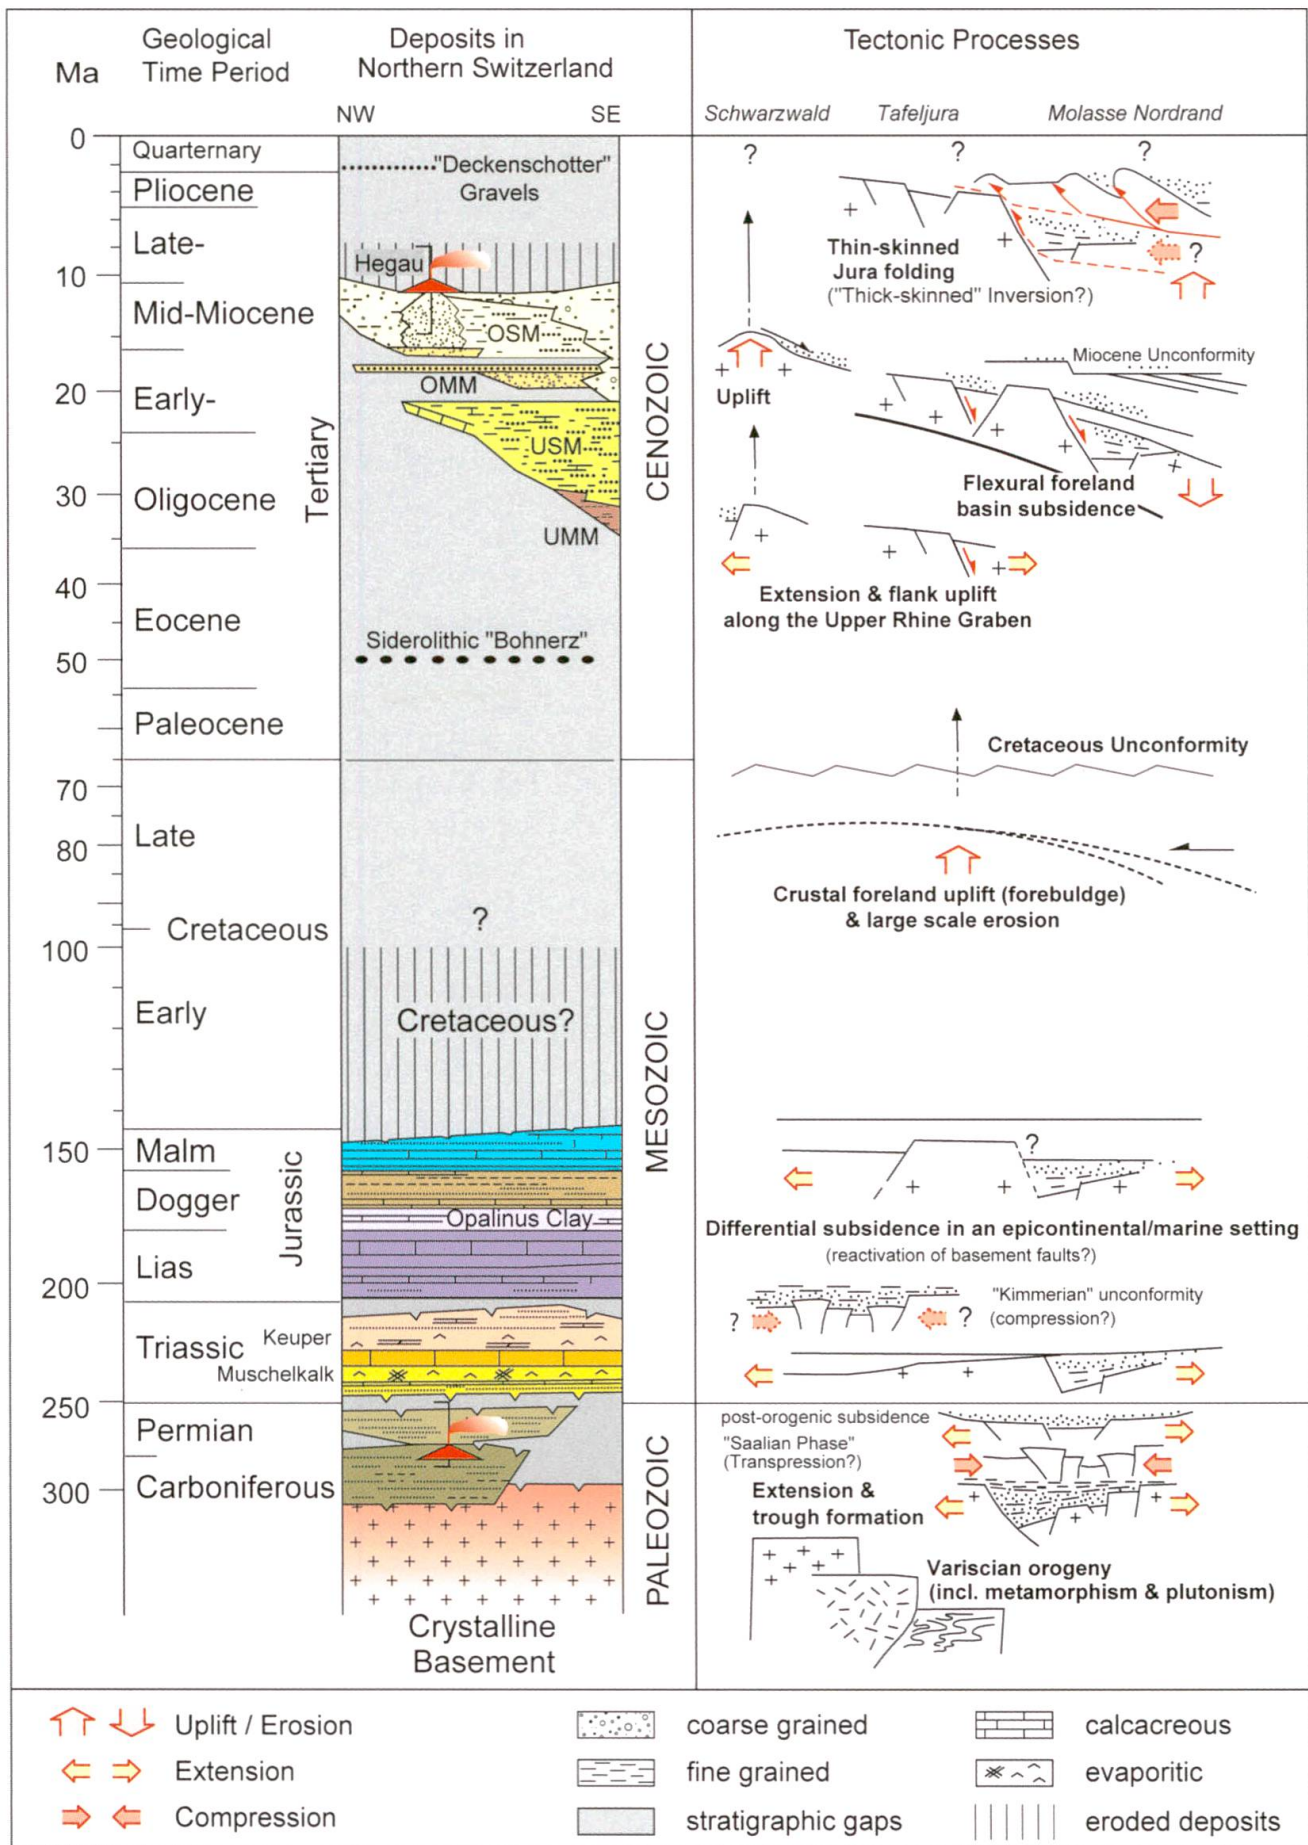 Ma
Geological
Time Period
Deposits in
Northern Switzerland
Tectonic Processes
NW
SE
Schwarzwald
Tafeljura
Molasse Nordrand
0
10
20
30
40
50
70
80
100
150
200
250
300
Quarternary
Pliocene
Late-
Mid-Miocene
Early-
Oligocene
Eocene
Paleocene
Tertiary
Late
Cretaceous
Early
Malm
Dogger
Lias
Jurassic
Triassic
Keuper
Muschelkalk
Permian
Carboniferous
"Deckenschotter"
Gravels
Hegau
OSM
OMM
USM
UMM
Siderolithic "Bohnerz"
?
Cretaceous?
Opalinus Clay
Crystalline
Basement
CENOZOIC
MESOZOIC
PALEOZOIC
?
?
?
Thin-skinned
Jura folding
("Thick-skinned" Inversion?)
?
Uplift
Miocene Unconformity
Flexural foreland
basin subsidence
Extension & flank uplift
along the Upper Rhine Graben
Cretaceous Unconformity
Crustal foreland uplift (forebuldge)
& large scale erosion
?
Differential subsidence in an epicontinental/marine setting
(reactivation of basement faults?)
?
?
"Kimmerian" unconformity
(compression?)
post-orogenic subsidence
"Saalian Phase"
(Transpression?)
Extension &
trough formation
Variscian orogeny
(incl. metamorphism & plutonism)
Uplift / Erosion
Extension
Compression
coarse grained
fine grained
stratigraphic gaps
calcacreous
evaporitic
eroded deposits